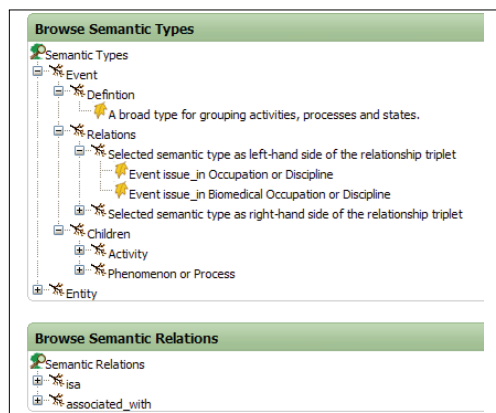 Browse Semantic Types
Semantic Types
Event
Defintion
A broad type for grouping activities, processes and states.
Relations
Selected semantic type as left-hand side of the relationship triplet
Event issue_in Occupation or Discipline
Event issue_in Biomedical Occupation or Discipline
Selected semantic type as right-hand side of the relationship triplet
Children
Activity
Phenomenon or Process
Entity
Browse Semantic Relations
Semantic Relations
isa
associated_with